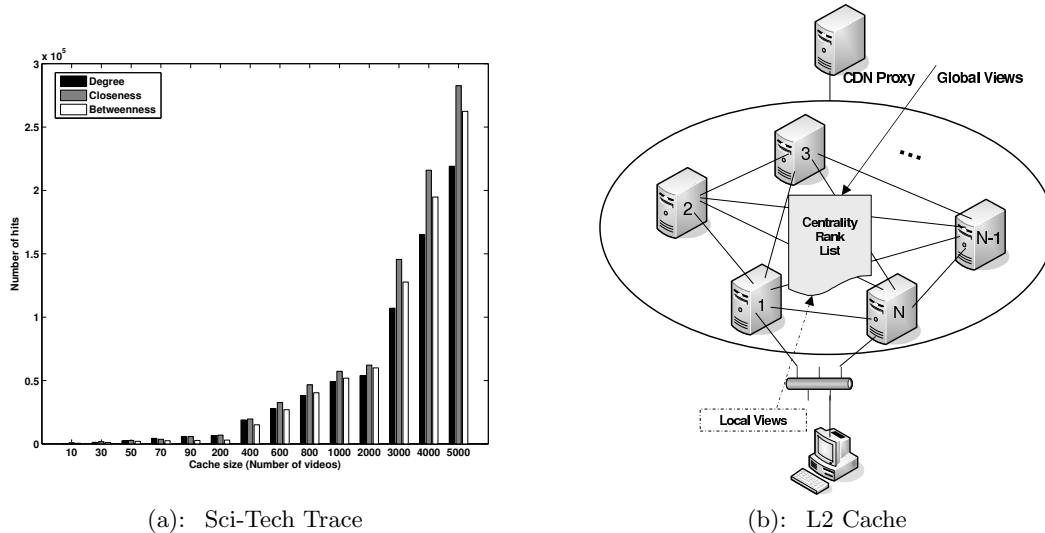 x 10^5
3
2.5
2
1.5
1
0.5
0
Number of hits
Degree
Closeness
Betweenness
10 30 50 70 90 200 400 600 800 1000 2000 3000 4000 5000
Cache size (Number of videos)
(a): Sci-Tech Trace
CDN Proxy
Global Views
3
...
2
N-1
Centrality
Rank
List
1
N
Local Views
(b): L2 Cache